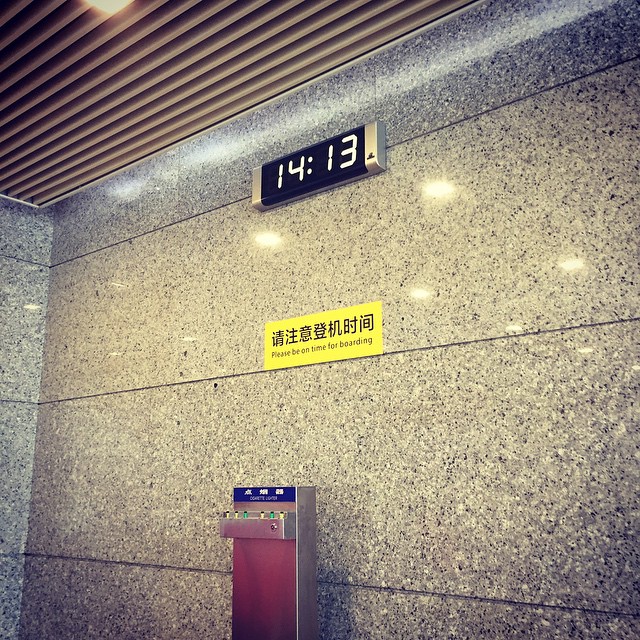 14:13
请注意登机时间
Please be on time for boarding
点烟器
CIGARETTE LIGHTER